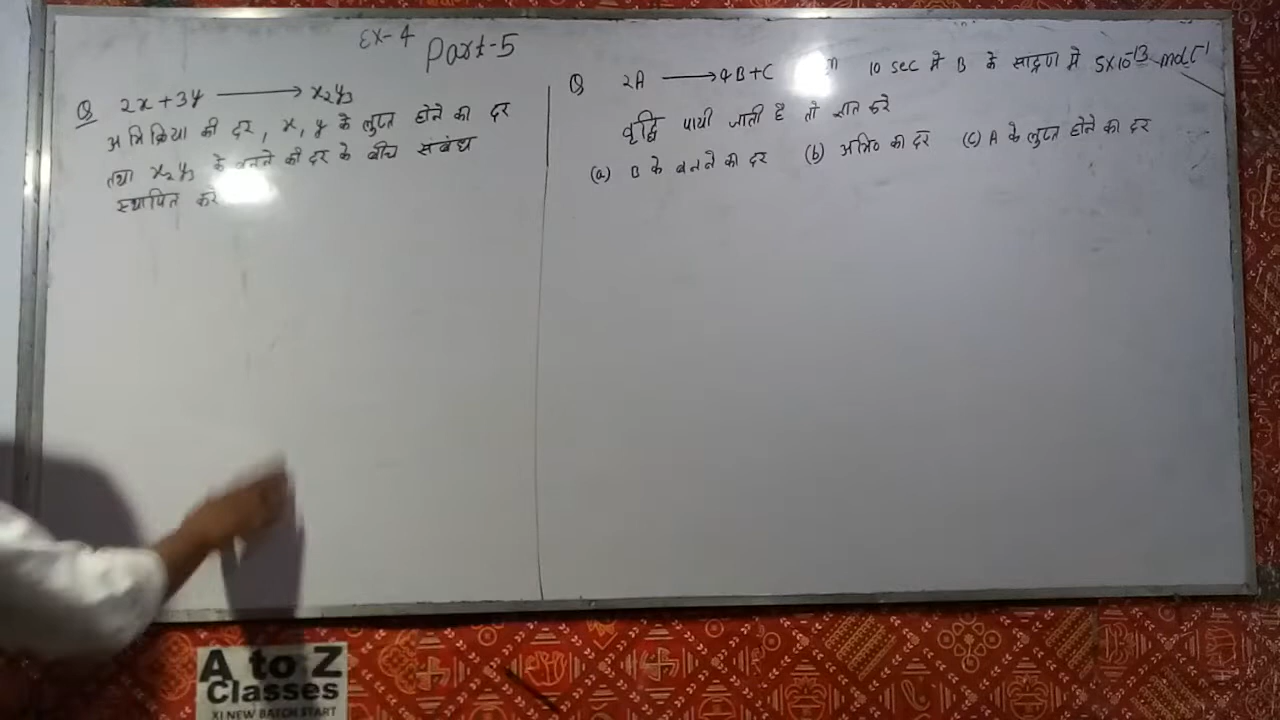 Ex-4 Part-5
Q 2x + 3y ⟶ x₂y₃
अभिक्रिया की दर, x, y के लुप्त होने की दर
तथा x₂y₃ के बनने की दर के बीच संबंध
स्थापित करे
Q 2A ⟶ 4B + C 10 sec मे B के सान्द्रण मे 5×10⁻¹³ mol L⁻¹
वृद्धि पायी जाती है तो ज्ञात करे
(a) B के बनने की दर (b) अभि० की दर (c) A के लुप्त होने की दर
A to Z
Classes
XI NEW BATCH START